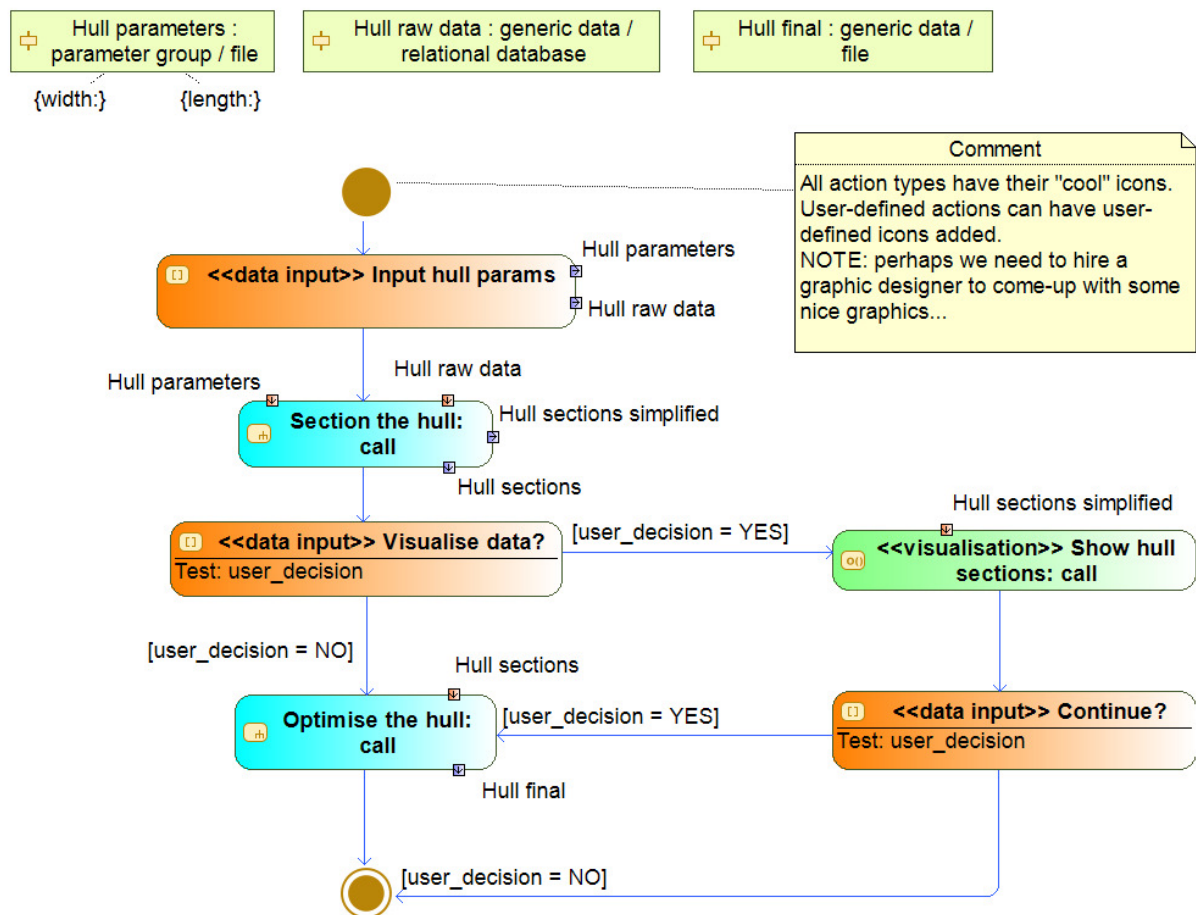 Hull parameters :
parameter group / file
Hull raw data : generic data /
relational database
Hull final : generic data /
file
{width:}
{length:}
Comment
All action types have their "cool" icons.
User-defined actions can have user-
defined icons added.
NOTE: perhaps we need to hire a
graphic designer to come-up with some
nice graphics...
<<data input>> Input hull params
Hull parameters
Hull raw data
Hull parameters
Hull raw data
Section the hull:
call
Hull sections simplified
Hull sections
<<data input>> Visualise data?
Test: user_decision
[user_decision = YES]
Hull sections simplified
<<visualisation>> Show hull
sections: call
[user_decision = NO]
Hull sections
Optimise the hull:
call
[user_decision = YES]
<<data input>> Continue?
Test: user_decision
Hull final
[user_decision = NO]